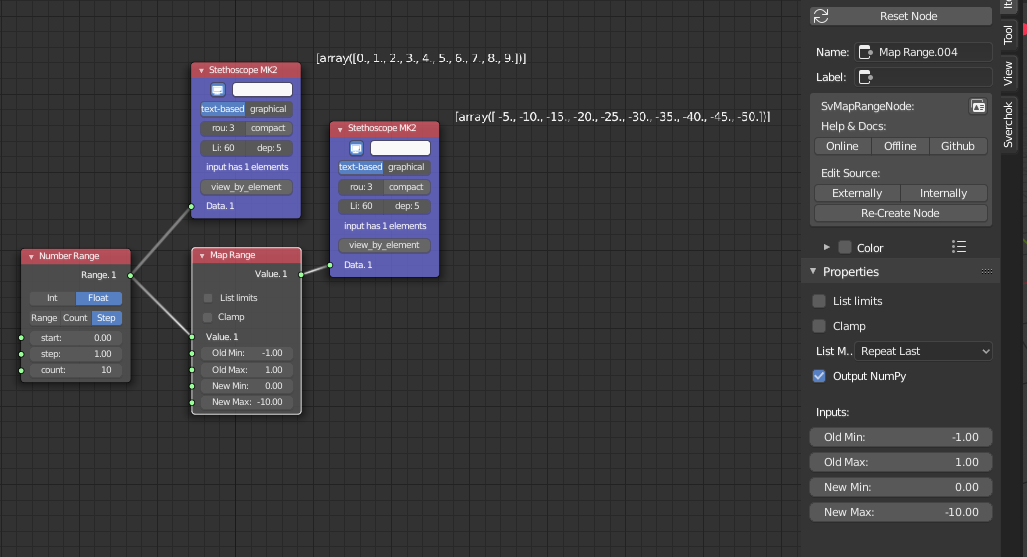 [array([0., 1., 2., 3., 4., 5., 6., 7., 8., 9.])]
Stethoscope MK2
text-based graphical
rou: 3 compact
Li: 60 dep: 5
input has 1 elements
view_by_element
Data. 1
[array([ -5., -10., -15., -20., -25., -30., -35., -40., -45., -50.])]
Stethoscope MK2
text-based graphical
rou: 3 compact
Li: 60 dep: 5
input has 1 elements
view_by_element
Data. 1
Number Range
Range. 1
Int Float
Range Count Step
start: 0.00
step: 1.00
count: 10
Map Range
Value. 1
List limits
Clamp
Value. 1
Old Min: -1.00
Old Max: 1.00
New Min: 0.00
New Max: -10.00
Reset Node
Name: Map Range.004
Label:
SvMapRangeNode:
Help & Docs:
Online Offline Github
Edit Source:
Externally Internally
Re-Create Node
Color
Properties
List limits
Clamp
List M.. Repeat Last
Output NumPy
Inputs:
Old Min: -1.00
Old Max: 1.00
New Min: 0.00
New Max: -10.00
Tool
View
Sverchok